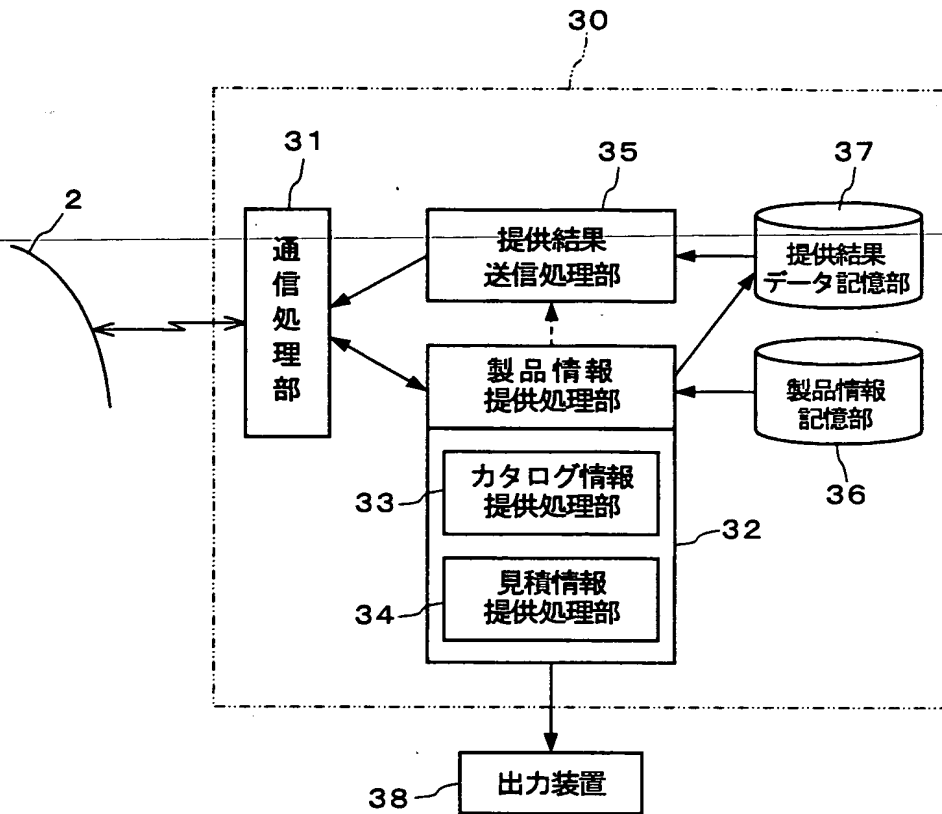 30
31
35
37
2
通信処理部
提供結果
送信処理部
提供結果
データ記憶部
製品情報
提供処理部
製品情報
記憶部
36
33
カタログ情報
提供処理部
32
34
見積情報
提供処理部
38
出力装置